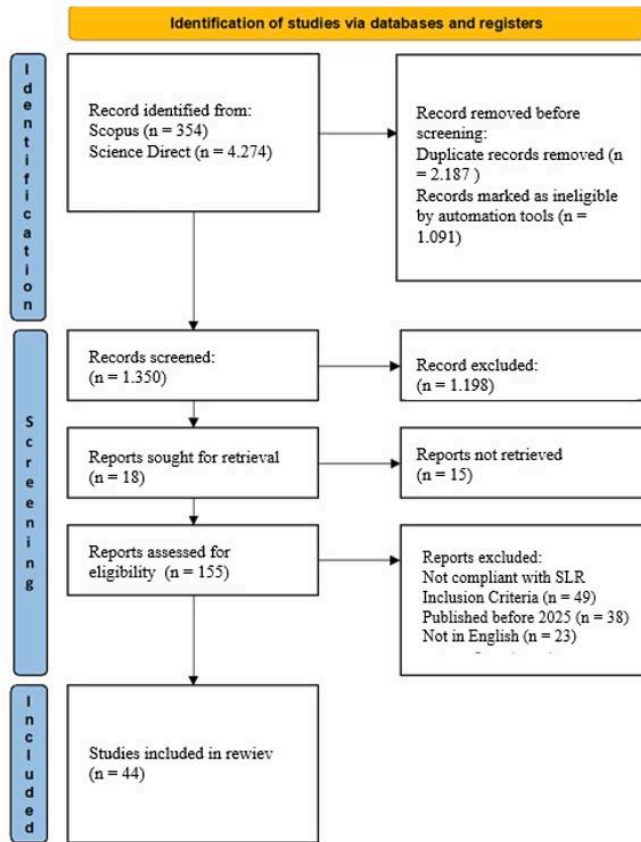 Identification of studies via databases and registers
Identification
Record identified from:
Scopus (n = 354)
Science Direct (n = 4.274)
Record removed before
screening:
Duplicate records removed (n
= 2.187 )
Records marked as ineligible
by automation tools (n =
1.091)
Screening
Records screened:
(n = 1.350)
Record excluded:
(n = 1.198)
Reports sought for retrieval
(n = 18)
Reports not retrieved
(n = 15)
Reports assessed for
eligibility (n = 155)
Reports excluded:
Not compliant with SLR
Inclusion Criteria (n = 49)
Published before 2025 (n = 38)
Not in English (n = 23)
Included
Studies included in rewiev
(n = 44)